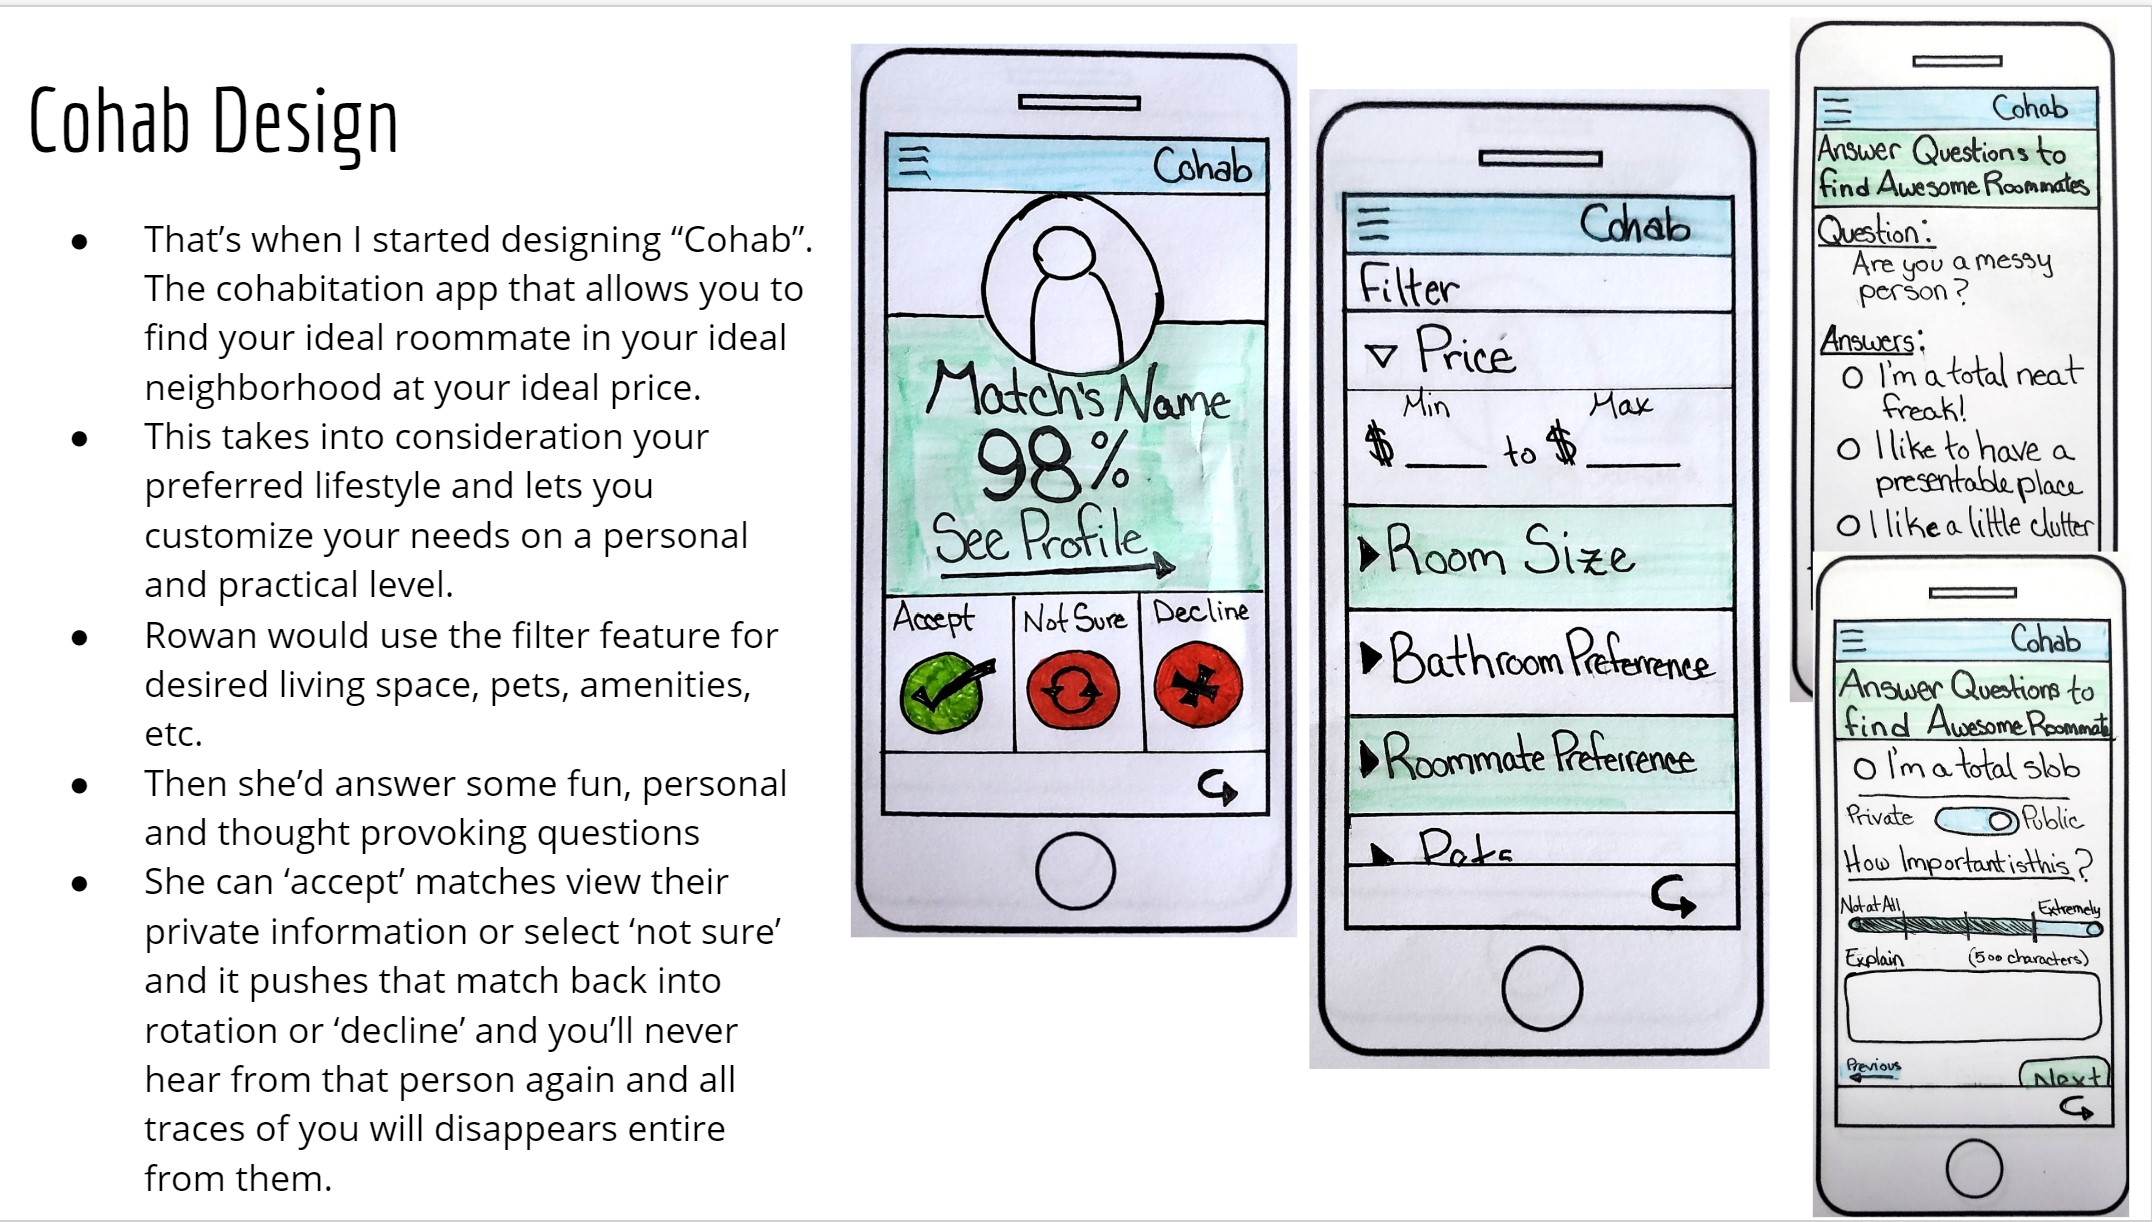 Cohab Design
That’s when I started designing “Cohab”.
The cohabitation app that allows you to
find your ideal roommate in your ideal
neighborhood at your ideal price.
This takes into consideration your
preferred lifestyle and lets you
customize your needs on a personal
and practical level.
Rowan would use the filter feature for
desired living space, pets, amenities,
etc.
Then she’d answer some fun, personal
and thought provoking questions
She can ‘accept’ matches view their
private information or select ‘not sure’
and it pushes that match back into
rotation or ‘decline’ and you’ll never
hear from that person again and all
traces of you will disappears entire
from them.
Cohab
Match's Name
98%
See Profile
Accept Not Sure Decline
Cohab
Filter
Price
Min Max
$ ____ to $ ____
Room Size
Bathroom Preferrence
Roommate Preferrence
Pets
Cohab
Answer Questions to
find Awesome Roommates
Question:
Are you a messy
person?
Answers:
I'm a total neat
freak!
I like to have a
presentable place
I like a little clutter
Cohab
Answer Questions to
find Awesome Roommat
I'm a total slob
Private Public
How Important is this?
Not at All Extremely
Explain (500 characters)
Previous Next